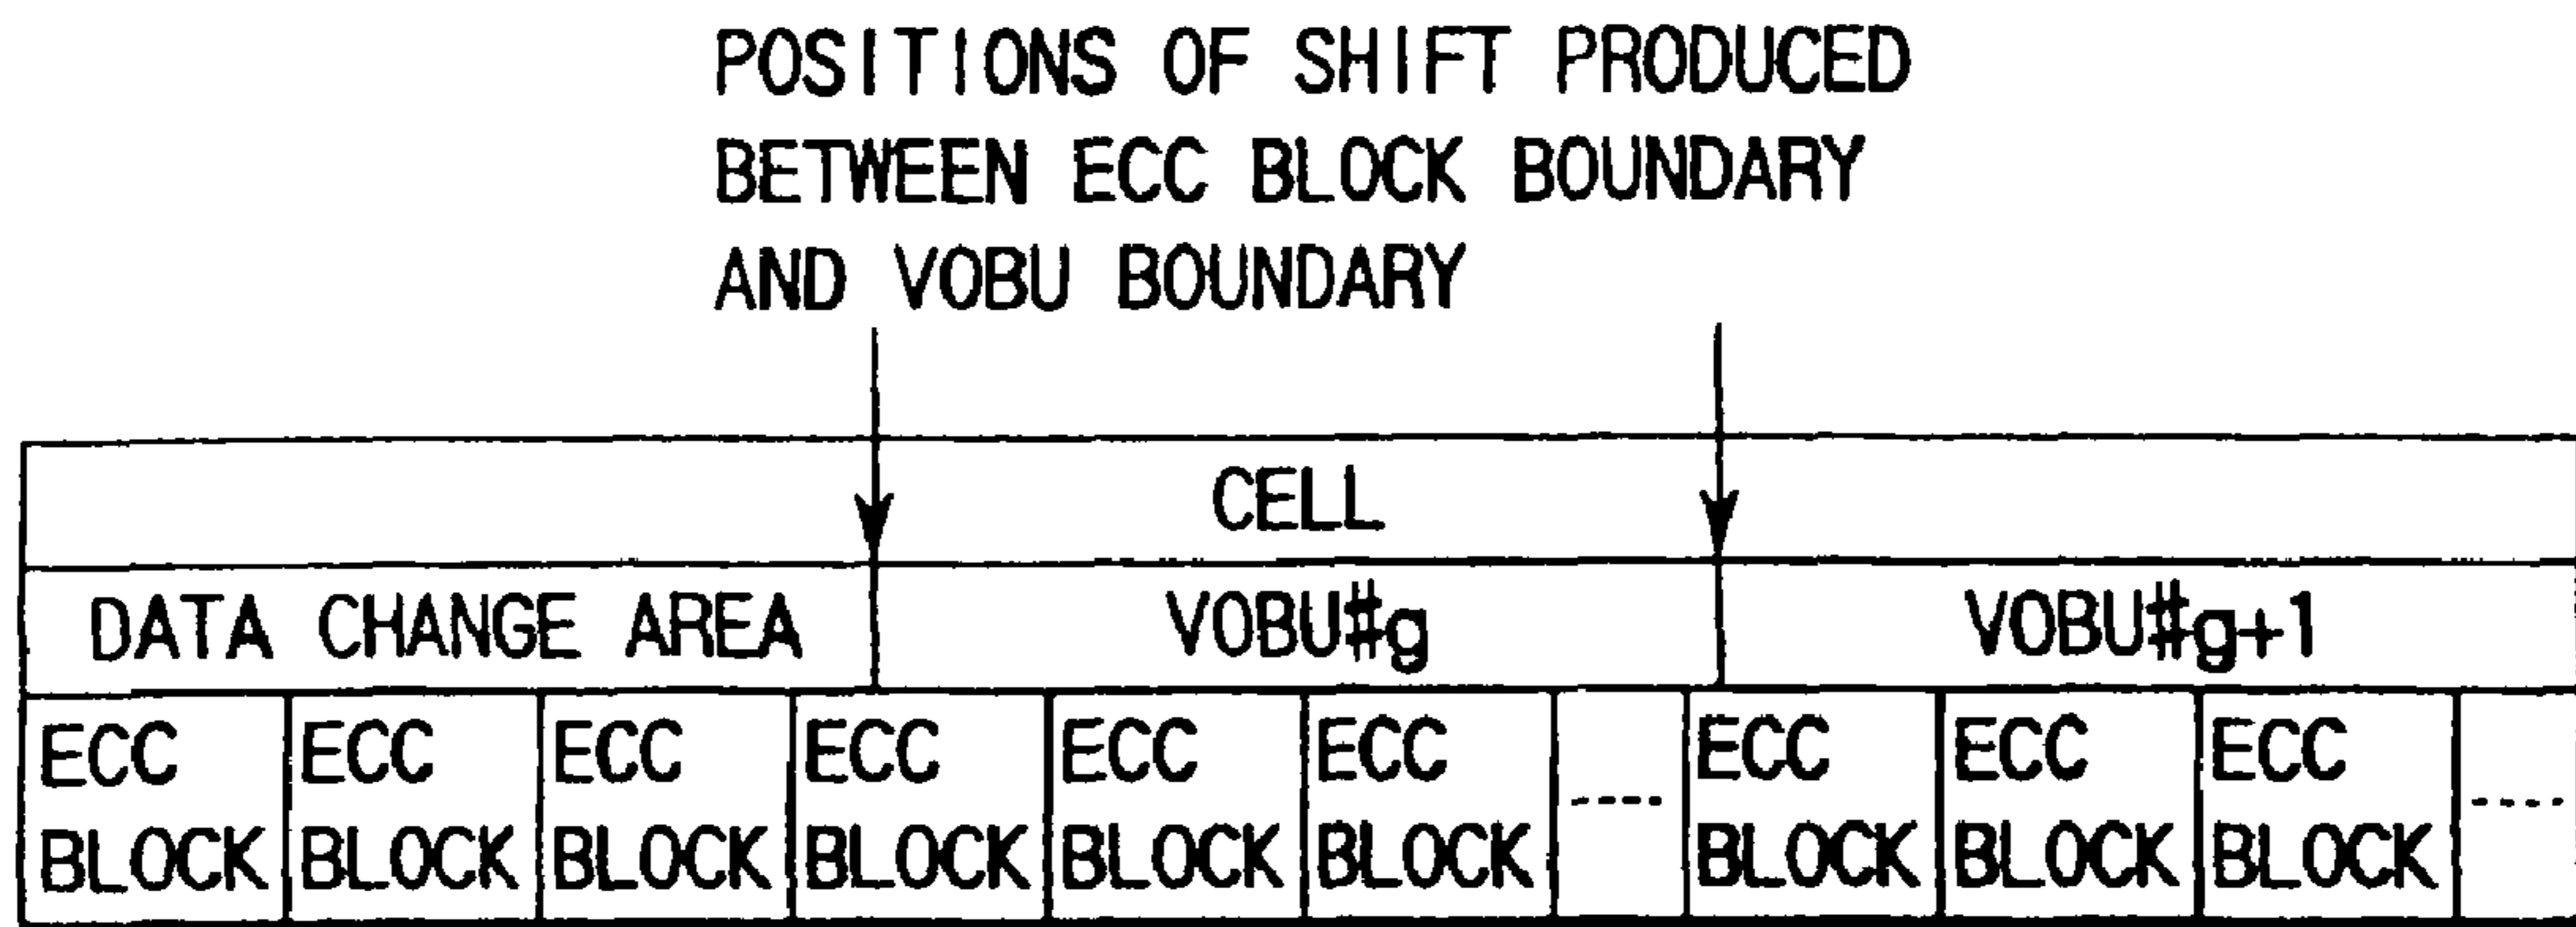 POSITIONS OF SHIFT PRODUCED
BETWEEN ECC BLOCK BOUNDARY
AND VOBU BOUNDARY
CELL
DATA CHANGE AREA VOBU#g VOBU#g+1
ECC ECC ECC ECC ECC ECC ECC ECC ECC
BLOCK BLOCK BLOCK BLOCK BLOCK BLOCK ---- BLOCK BLOCK BLOCK ----